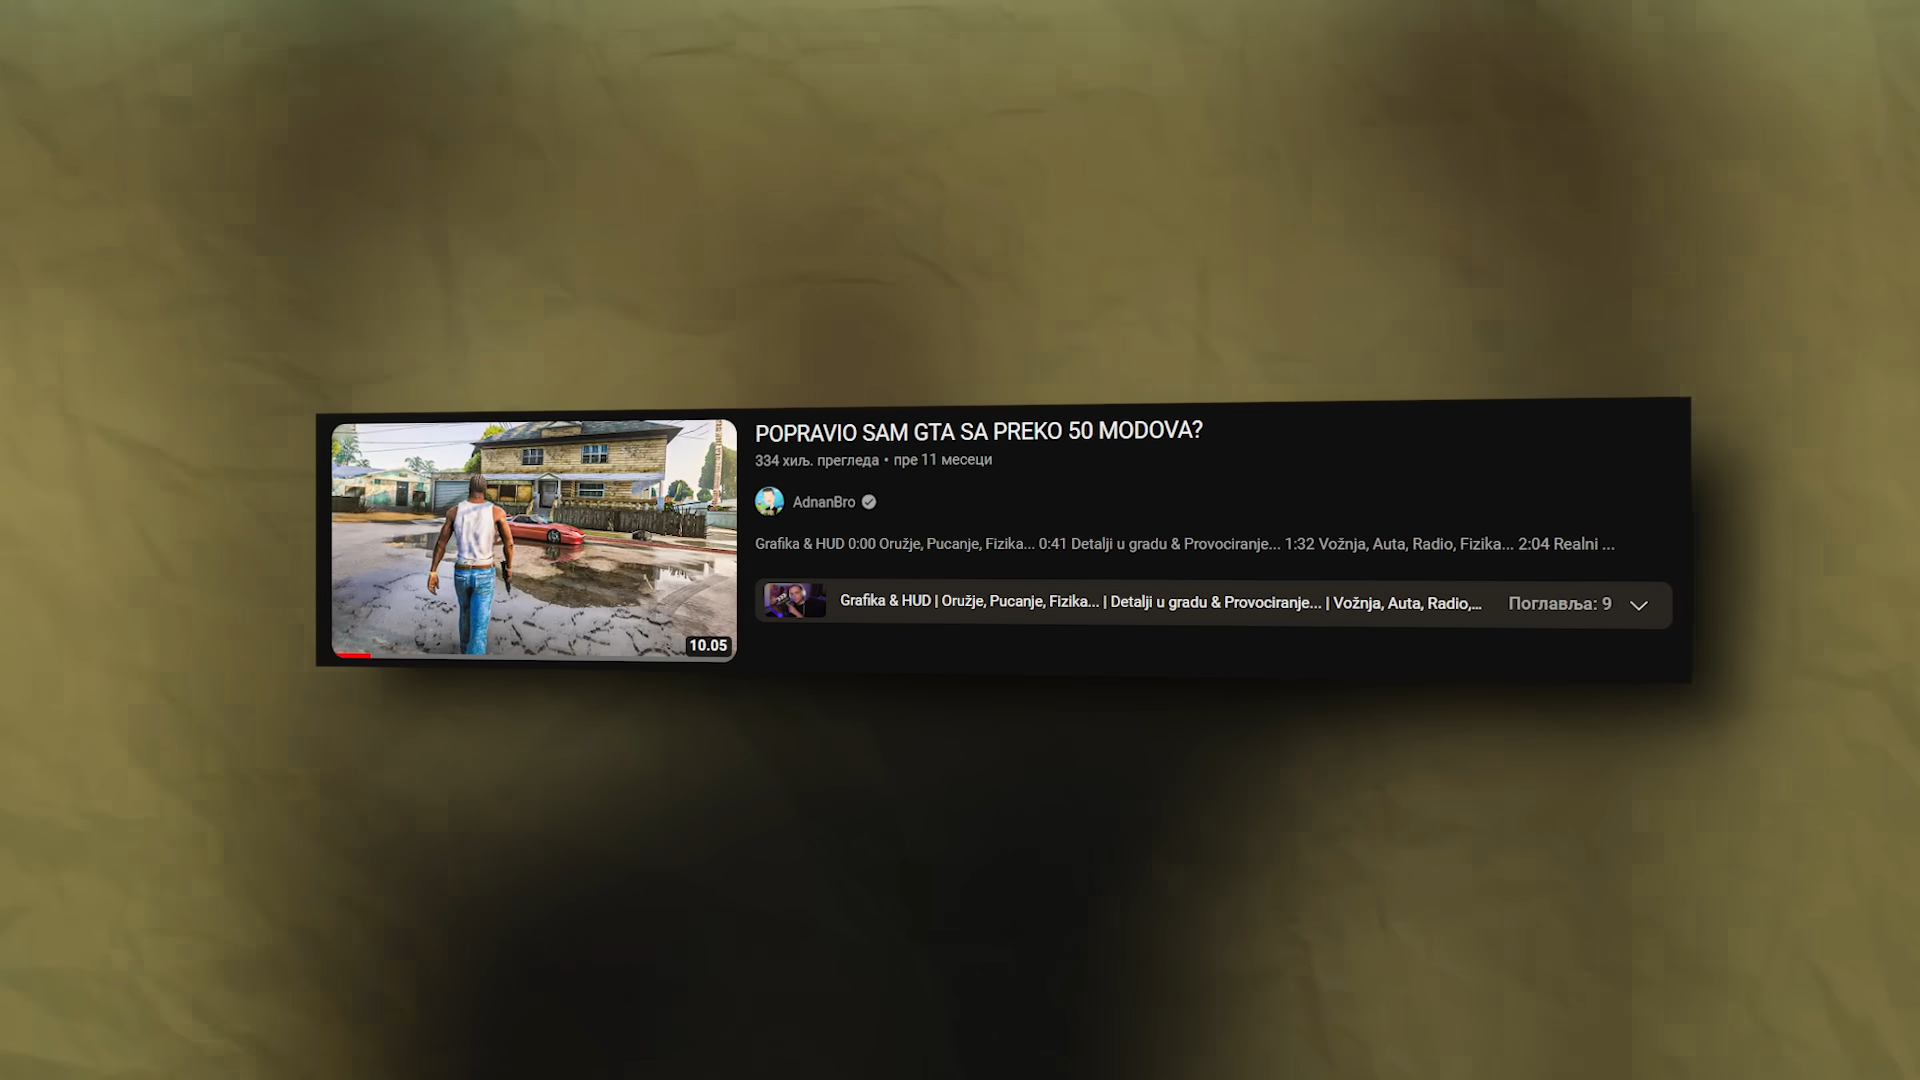 POPRAVIO SAM GTA SA PREKO 50 MODOVA?
334 хиљ. прегледа • пре 11 месеци
AdnanBro
Grafika & HUD 0:00 Oružje, Pucanje, Fizika... 0:41 Detalji u gradu & Provociranje... 1:32 Vožnja, Auta, Radio, Fizika... 2:04 Realni ...
Grafika & HUD | Oružje, Pucanje, Fizika... | Detalji u gradu & Provociranje... | Vožnja, Auta, Radio,... Поглавља: 9
10.05